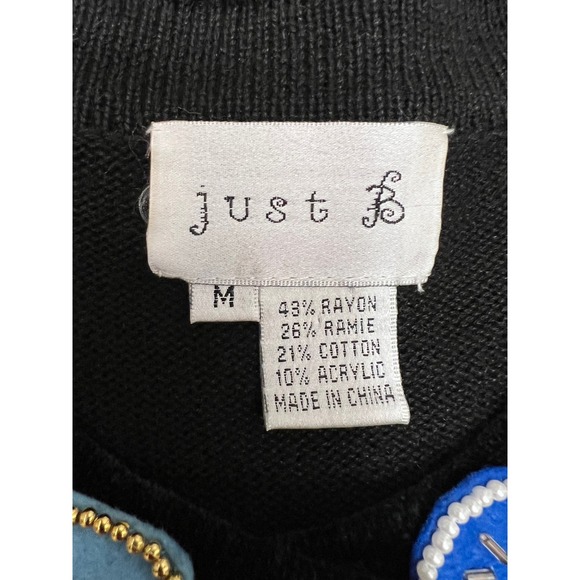 just B
M
43% RAYON
26% RAMIE
21% COTTON
10% ACRYLIC
MADE IN CHINA